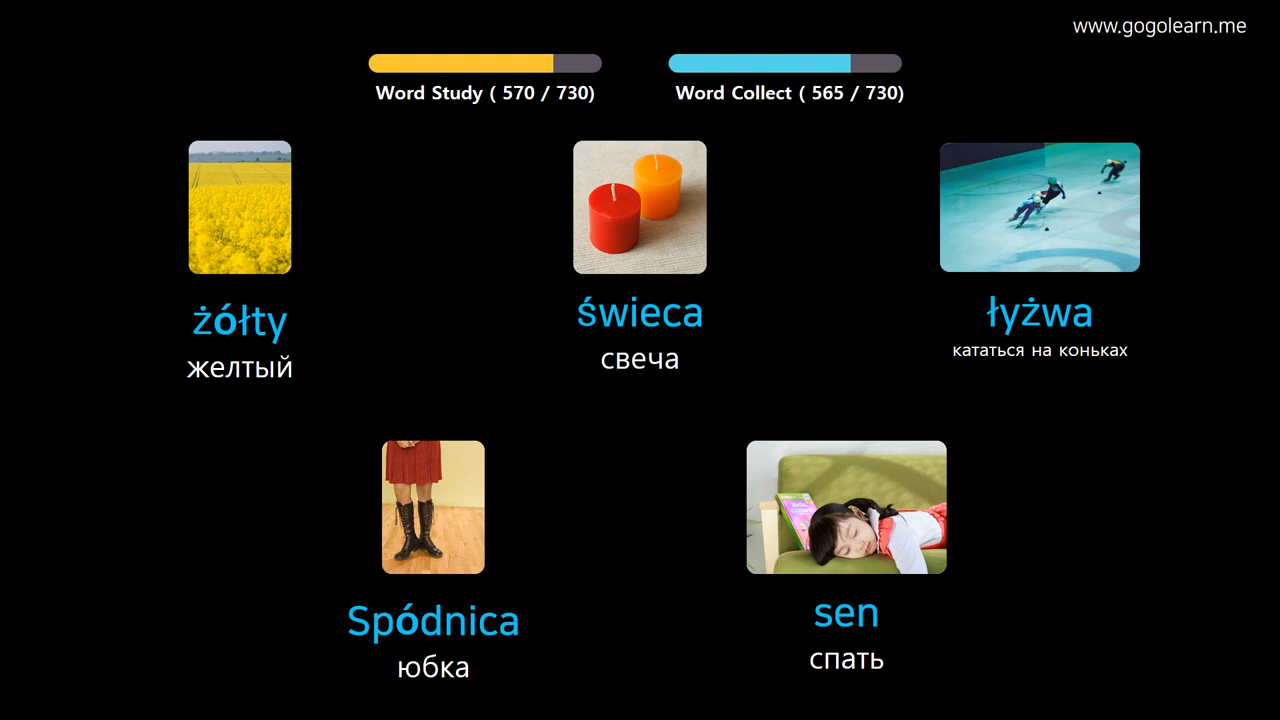 www.gogolearn.me
Word Study ( 570 / 730)
Word Collect ( 565 / 730)
żółty
желтый
świeca
свеча
łyżwa
кататься на коньках
Spódnica
юбка
sen
спать